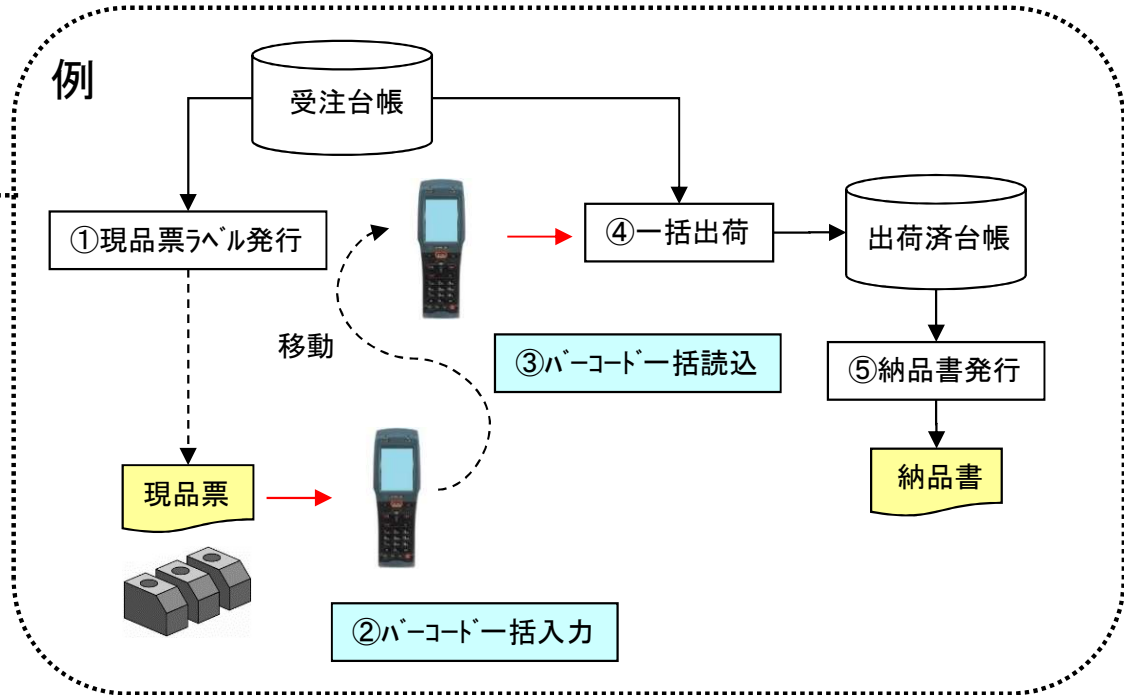 例
受注台帳
①現品票ﾗﾍﾞﾙ発行
④一括出荷
出荷済台帳
移動
③ﾊﾞｰｺｰﾄﾞ一括読込
⑤納品書発行
現品票
納品書
②ﾊﾞｰｺｰﾄﾞ一括入力